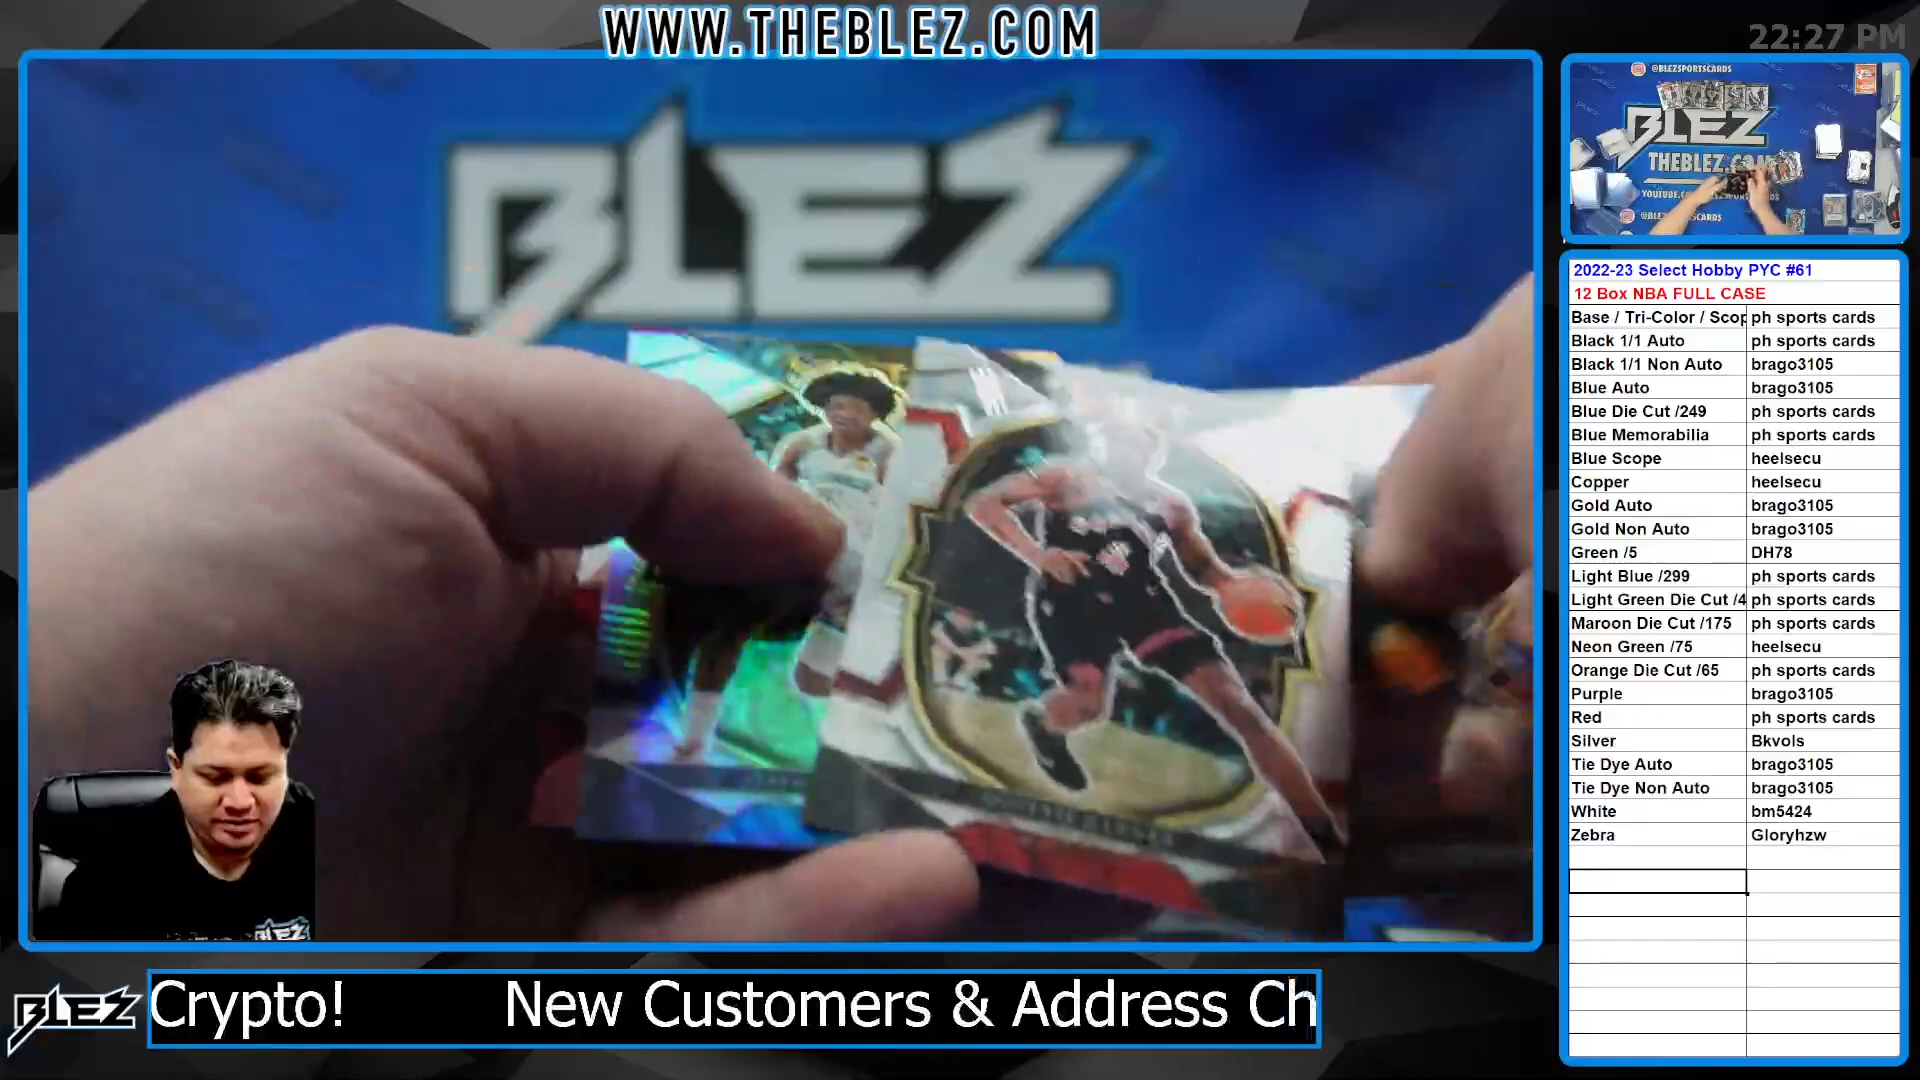 WWW.THEBLEZ.COM
22:27 PM
BLEZ
@BLEZSPORTSCARDS
BLEZ
THEBLEZ.COM
2022-23 Select Hobby PYC #61
12 Box NBA FULL CASE
Base / Tri-Color / Scop ph sports cards
Black 1/1 Auto ph sports cards
Black 1/1 Non Auto brago3105
Blue Auto brago3105
Blue Die Cut /249 ph sports cards
Blue Memorabilia ph sports cards
Blue Scope heelsecu
Copper heelsecu
Gold Auto brago3105
Gold Non Auto brago3105
Green /5 DH78
Light Blue /299 ph sports cards
Light Green Die Cut /4 ph sports cards
Maroon Die Cut /175 ph sports cards
Neon Green /75 heelsecu
Orange Die Cut /65 ph sports cards
Purple brago3105
Red ph sports cards
Silver Bkvols
Tie Dye Auto brago3105
Tie Dye Non Auto brago3105
White bm5424
Zebra Gloryhzw
BLEZ
BLEZ
Crypto! New Customers & Address Ch